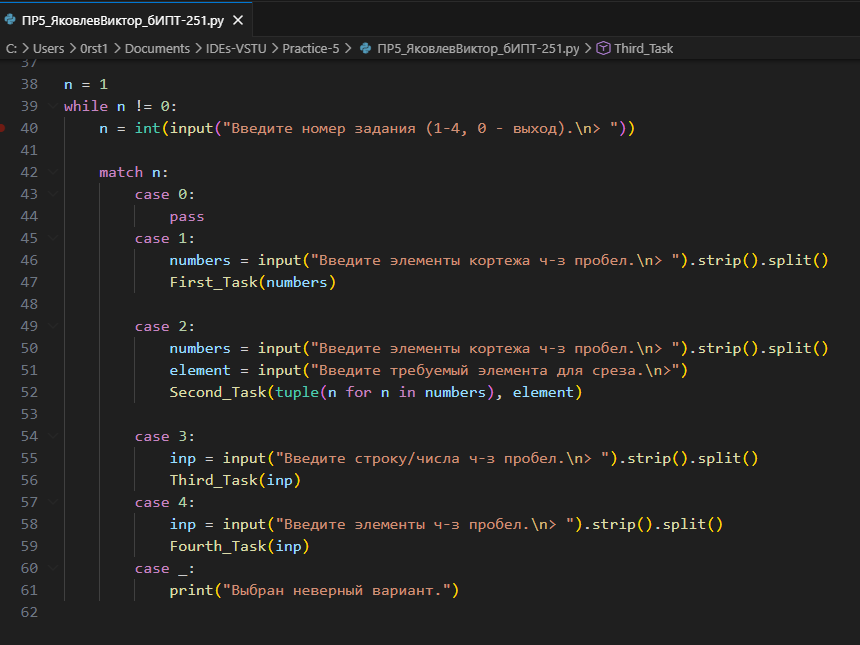 ПР5_ЯковлевВиктор_бИПТ-251.py
C: > Users > 0rst1 > Documents > IDEs-VSTU > Practice-5 > ПР5_ЯковлевВиктор_бИПТ-251.py > Third_Task
37
38 n = 1
39 while n != 0:
40 n = int(input("Введите номер задания (1-4, 0 - выход).\n> "))
41
42 match n:
43 case 0:
44 pass
45 case 1:
46 numbers = input("Введите элементы кортежа ч-з пробел.\n> ").strip().split()
47 First_Task(numbers)
48
49 case 2:
50 numbers = input("Введите элементы кортежа ч-з пробел.\n> ").strip().split()
51 element = input("Введите требуемый элемента для среза.\n>")
52 Second_Task(tuple(n for n in numbers), element)
53
54 case 3:
55 inp = input("Введите строку/числа ч-з пробел.\n> ").strip().split()
56 Third_Task(inp)
57 case 4:
58 inp = input("Введите элементы ч-з пробел.\n> ").strip().split()
59 Fourth_Task(inp)
60 case _:
61 print("Выбран неверный вариант.")
62